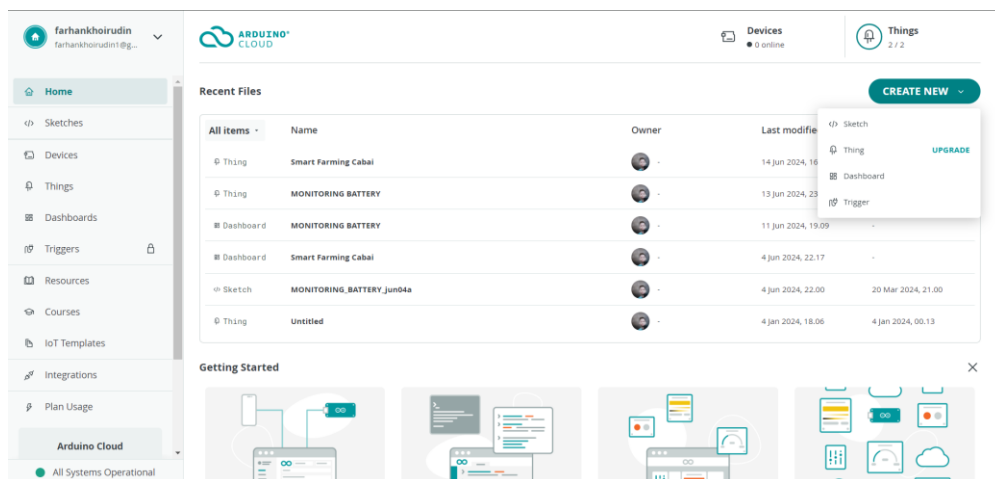 farhankhoirudin
farhankhoirudin1@g...
Home
Sketches
Devices
Things
Dashboards
Triggers
Resources
Courses
IoT Templates
Integrations
Plan Usage
Arduino Cloud
All Systems Operational
ARDUINO®
CLOUD
Devices
0 online
Things
2 / 2
Recent Files
CREATE NEW
Sketch
Thing UPGRADE
Dashboard
Trigger
All items Name Owner Last modifie
Thing Smart Farming Cabai - 14 Jun 2024, 16
Thing MONITORING BATTERY - 13 Jun 2024, 23
Dashboard MONITORING BATTERY - 11 Jun 2024, 19.09 -
Dashboard Smart Farming Cabai - 4 Jun 2024, 22.17 -
Sketch MONITORING_BATTERY_jun04a - 4 Jun 2024, 22.00 20 Mar 2024, 21.00
Thing Untitled - 4 Jan 2024, 18.06 4 Jan 2024, 00.13
Getting Started